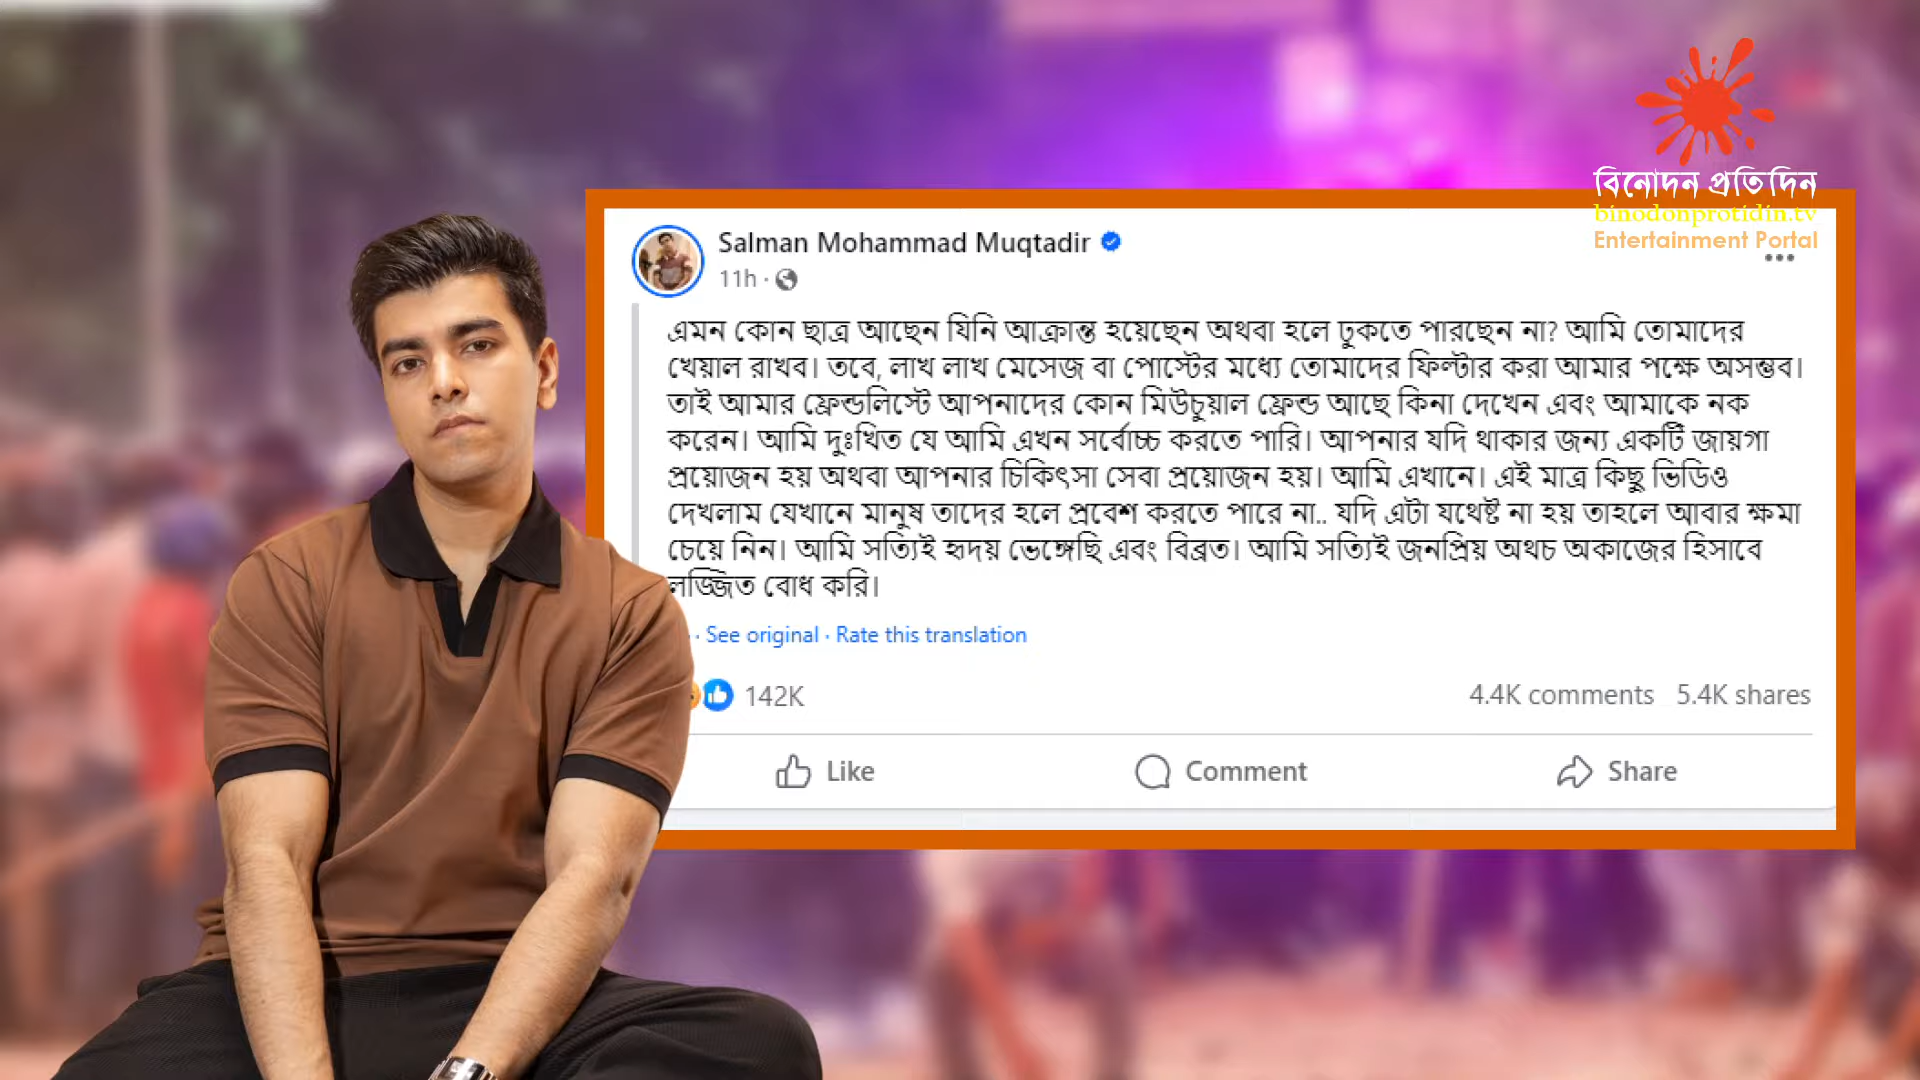 বিনোদন প্রতিদিন
binodonprotidin.tv
Entertainment Portal
Salman Mohammad Muqtadir
11h ·
এমন কোন ছাত্র আছেন যিনি আক্রান্ত হয়েছেন অথবা হলে ঢুকতে পারছেন না? আমি তোমাদের
খেয়াল রাখব। তবে, লাখ লাখ মেসেজ বা পোস্টের মধ্যে তোমাদের ফিল্টার করা আমার পক্ষে অসম্ভব।
তাই আমার ফ্রেন্ডলিস্টে আপনাদের কোন মিউচুয়াল ফ্রেন্ড আছে কিনা দেখেন এবং আমাকে নক
করেন। আমি দুঃখিত যে আমি এখন সর্বোচ্চ করতে পারি। আপনার যদি থাকার জন্য একটি জায়গা
প্রয়োজন হয় অথবা আপনার চিকিৎসা সেবা প্রয়োজন হয়। আমি এখানে। এই মাত্র কিছু ভিডিও
দেখলাম যেখানে মানুষ তাদের হলে প্রবেশ করতে পারে না.. যদি এটা যথেষ্ট না হয় তাহলে আবার ক্ষমা
চেয়ে নিন। আমি সত্যিই হৃদয় ভেঙ্গেছি এবং বিব্রত। আমি সত্যিই জনপ্রিয় অথচ অকাজের হিসাবে
লজ্জিত বোধ করি।
· See original · Rate this translation
142K
4.4K comments 5.4K shares
Like Comment Share